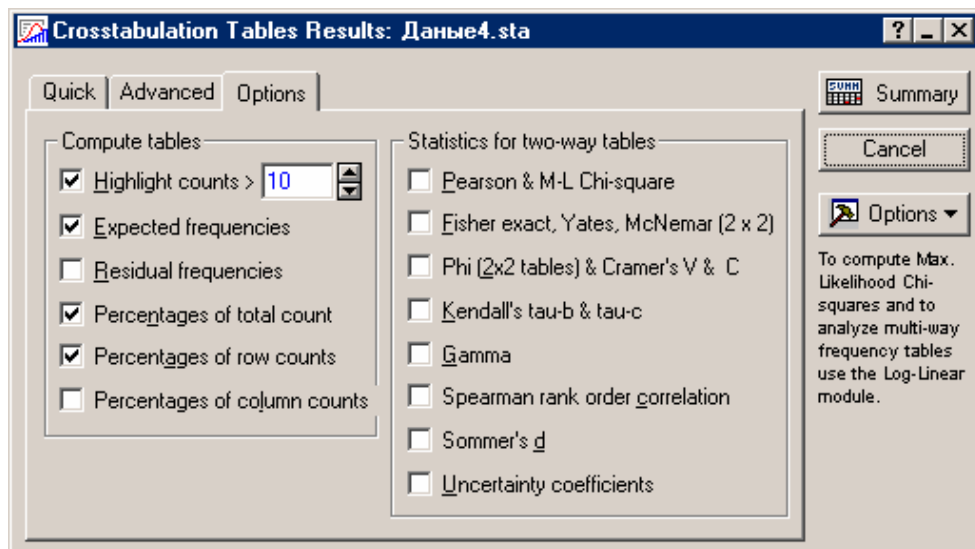 Crosstabulation Tables Results: Даные4.sta
Quick
Advanced
Options
Compute tables
Highlight counts > 10
Expected frequencies
Residual frequencies
Percentages of total count
Percentages of row counts
Percentages of column counts
Statistics for two-way tables
Pearson & M-L Chi-square
Fisher exact, Yates, McNemar (2 x 2)
Phi (2x2 tables) & Cramer's V & C
Kendall's tau-b & tau-c
Gamma
Spearman rank order correlation
Sommer's d
Uncertainty coefficients
SUMM
Summary
Cancel
Options
To compute Max.
Likelihood Chi-
squares and to
analyze multi-way
frequency tables
use the Log-Linear
module.